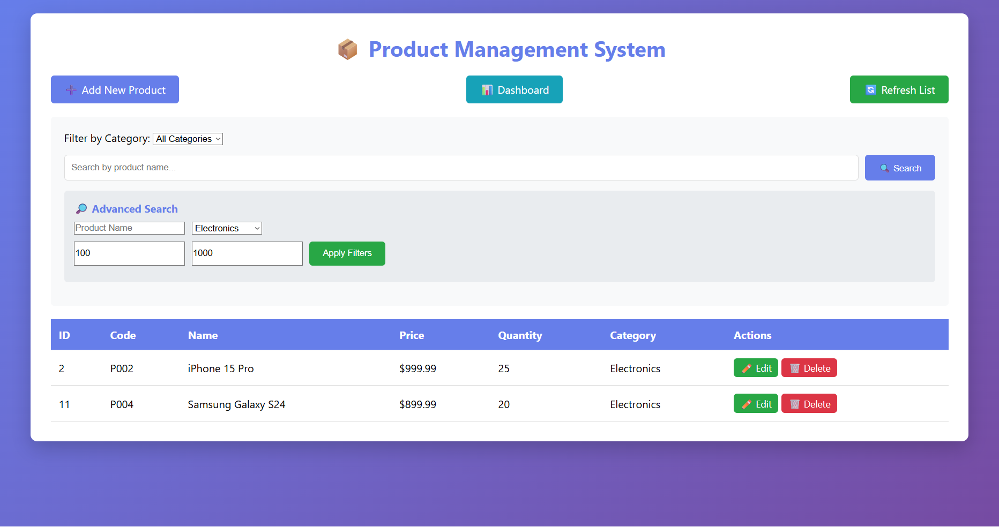 Product Management System
Add New Product
Dashboard
Refresh List
Filter by Category: All Categories
Search by product name...
Search
Advanced Search
Product Name
Electronics
100
1000
Apply Filters
ID Code Name Price Quantity Category Actions
2 P002 iPhone 15 Pro $999.99 25 Electronics Edit Delete
11 P004 Samsung Galaxy S24 $899.99 20 Electronics Edit Delete